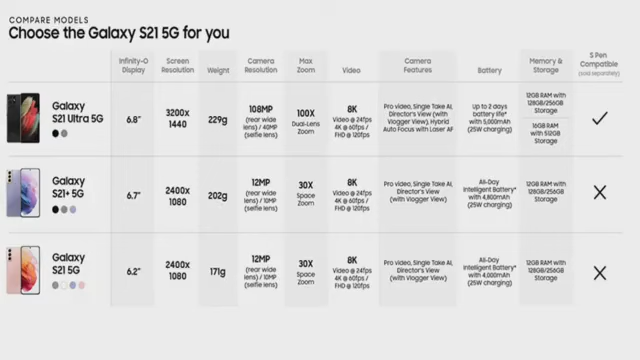 COMPARE MODELS
Choose the Galaxy S21 5G for you
Infinity-O
Display
Screen
Resolution
Weight
Camera
Resolution
Max
Zoom
Video
Camera
Features
Battery
Memory &
Storage
S Pen
Compatible
(sold separately)
Galaxy
S21 Ultra 5G
6.8"
3200x
1440
229g
108MP
(rear wide
lens) / 40MP
(selfie lens)
100X
Dual-Lens
Zoom
8K
Video @ 24fps
4K @ 60fps /
FHD @ 120fps
Pro video, Single Take AI,
Director's View (with
Vlogger View), Hybrid
Auto Focus with Laser AF
Up to 2 days
battery life*
with 5,000mAh
(25W charging)
12GB RAM with
128GB/256GB
Storage
16GB RAM
with 512GB
Storage
Galaxy
S21+ 5G
6.7"
2400x
1080
202g
12MP
(rear wide
lens) / 10MP
(selfie lens)
30X
Space
Zoom
8K
Video @ 24fps
4K @ 60fps /
FHD @ 120fps
Pro video, Single Take AI,
Director's View
(with Vlogger View)
All-Day
Intelligent Battery*
with 4,800mAh
(25W charging)
12GB RAM with
128GB/256GB
Storage
Galaxy
S21 5G
6.2"
2400x
1080
171g
12MP
(rear wide
lens) / 10MP
(selfie lens)
30X
Space
Zoom
8K
Video @ 24fps
4K @ 60fps /
FHD @ 120fps
Pro video, Single Take AI,
Director's View
(with Vlogger View)
All-Day
Intelligent Battery*
with 4,000mAh
(25W charging)
12GB RAM with
128GB/256GB
Storage